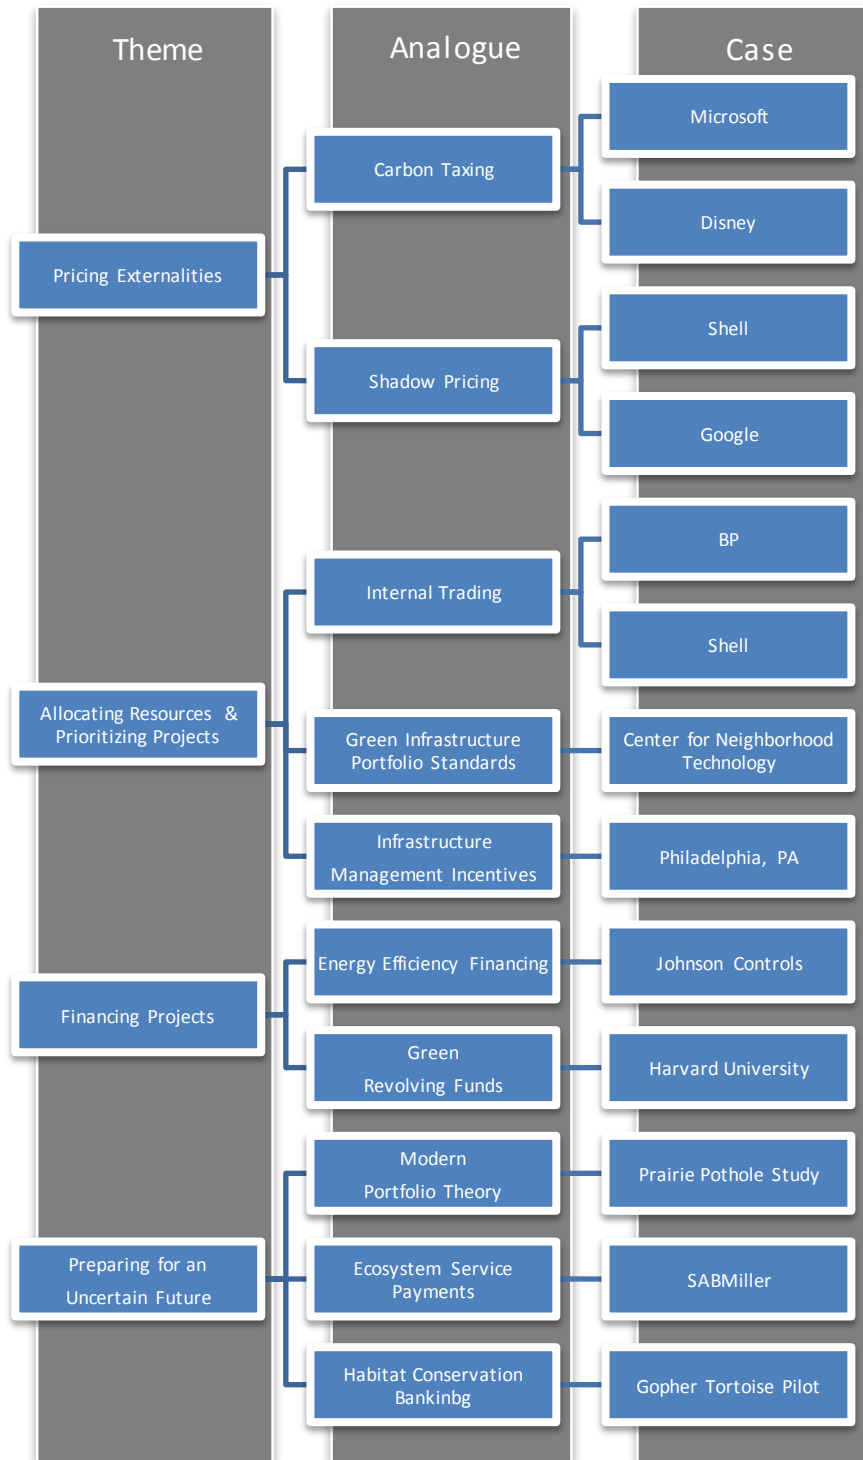 Theme
Analogue
Case
Pricing Externalities
Carbon Taxing
Microsoft
Disney
Shadow Pricing
Shell
Google
Allocating Resources &
Prioritizing Projects
Internal Trading
BP
Shell
Green Infrastructure
Portfolio Standards
Center for Neighborhood
Technology
Infrastructure
Management Incentives
Philadelphia, PA
Financing Projects
Energy Efficiency Financing
Johnson Controls
Green
Revolving Funds
Harvard University
Preparing for an
Uncertain Future
Modern
Portfolio Theory
Prairie Pothole Study
Ecosystem Service
Payments
SABMiller
Habitat Conservation
Bankinbg
Gopher Tortoise Pilot